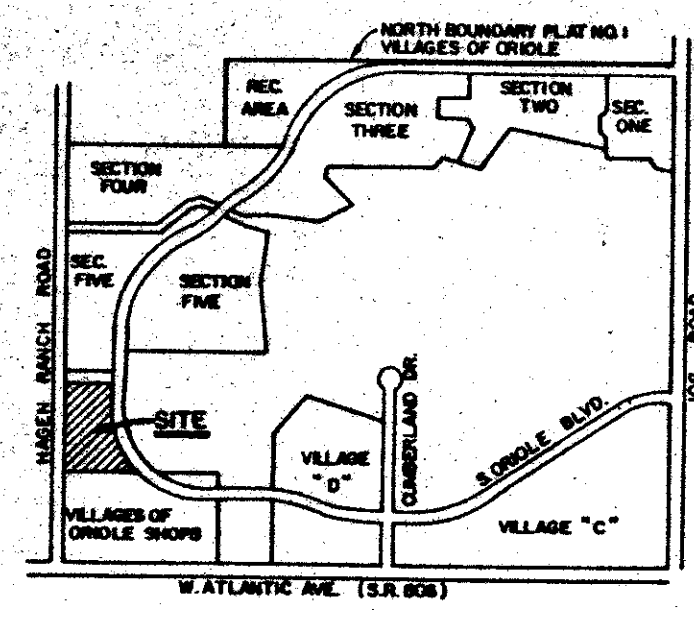 NORTH BOUNDARY PLAT NO. 1
VILLAGES OF ORIOLE
REC.
AREA
SECTION
THREE
SECTION
TWO
SEC.
ONE
SECTION
FOUR
SEC.
FIVE
SECTION
FIVE
HAGEN RANCH ROAD
SITE
VILLAGES OF
ORIOLE SHOPS
VILLAGE
"D"
CUMBERLAND DR.
S. ORIOLE BLVD.
VILLAGE "C"
ROAD
W. ATLANTIC AVE. (S.R. 806)